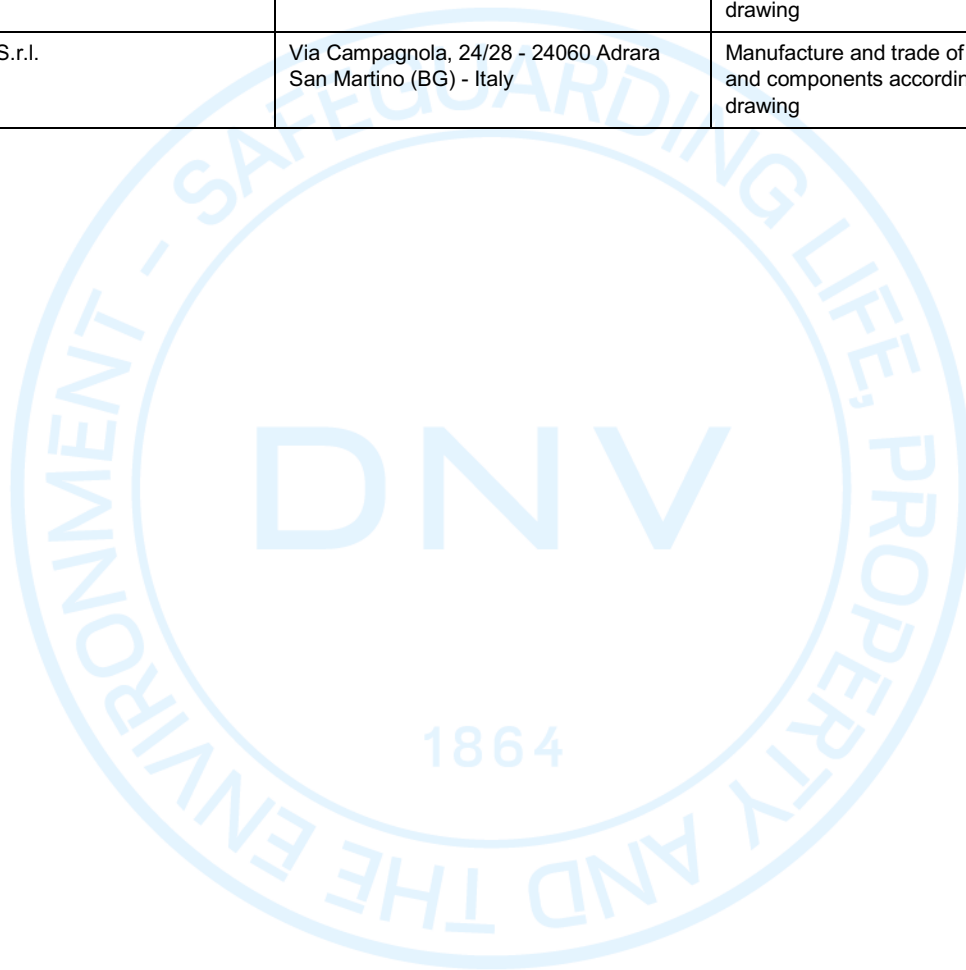 drawing
S.r.l.
Via Campagnola, 24/28 - 24060 Adrara
San Martino (BG) - Italy
Manufacture and trade of
and components accordin
drawing
SAFEGUARDING LIFE, PROPERTY AND THE ENVIRONMENT -
DNV
1864